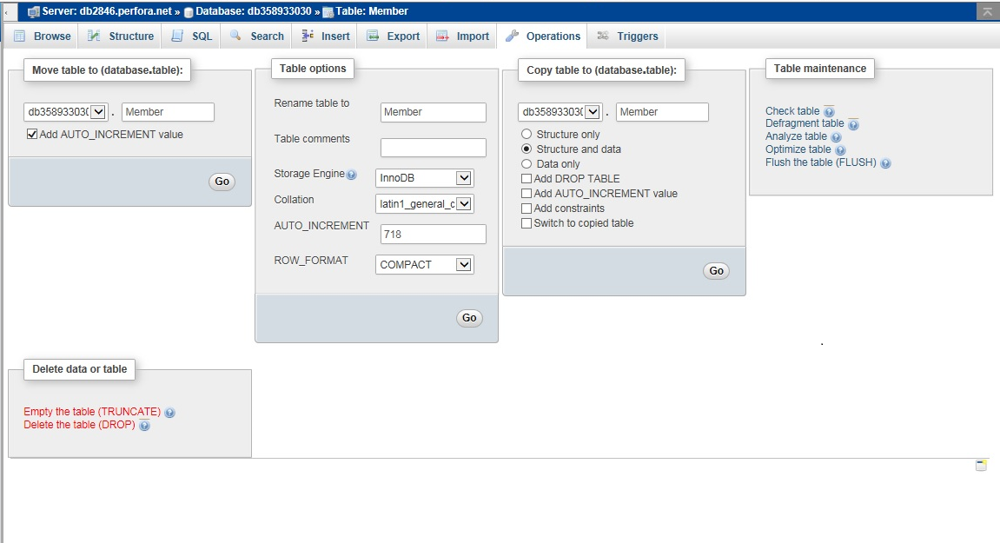 Server: db2846.perfora.net » Database: db358933030 » Table: Member
Browse Structure SQL Search Insert Export Import Operations Triggers
Move table to (database.table):
db35893303( . Member
Add AUTO_INCREMENT value
Go
Table options
Rename table to Member
Table comments
Storage Engine InnoDB
Collation latin1_general_c
AUTO_INCREMENT 718
ROW_FORMAT COMPACT
Go
Copy table to (database.table):
db35893303( . Member
Structure only
Structure and data
Data only
Add DROP TABLE
Add AUTO_INCREMENT value
Add constraints
Switch to copied table
Go
Table maintenance
Check table
Defragment table
Analyze table
Optimize table
Flush the table (FLUSH)
Delete data or table
Empty the table (TRUNCATE)
Delete the table (DROP)